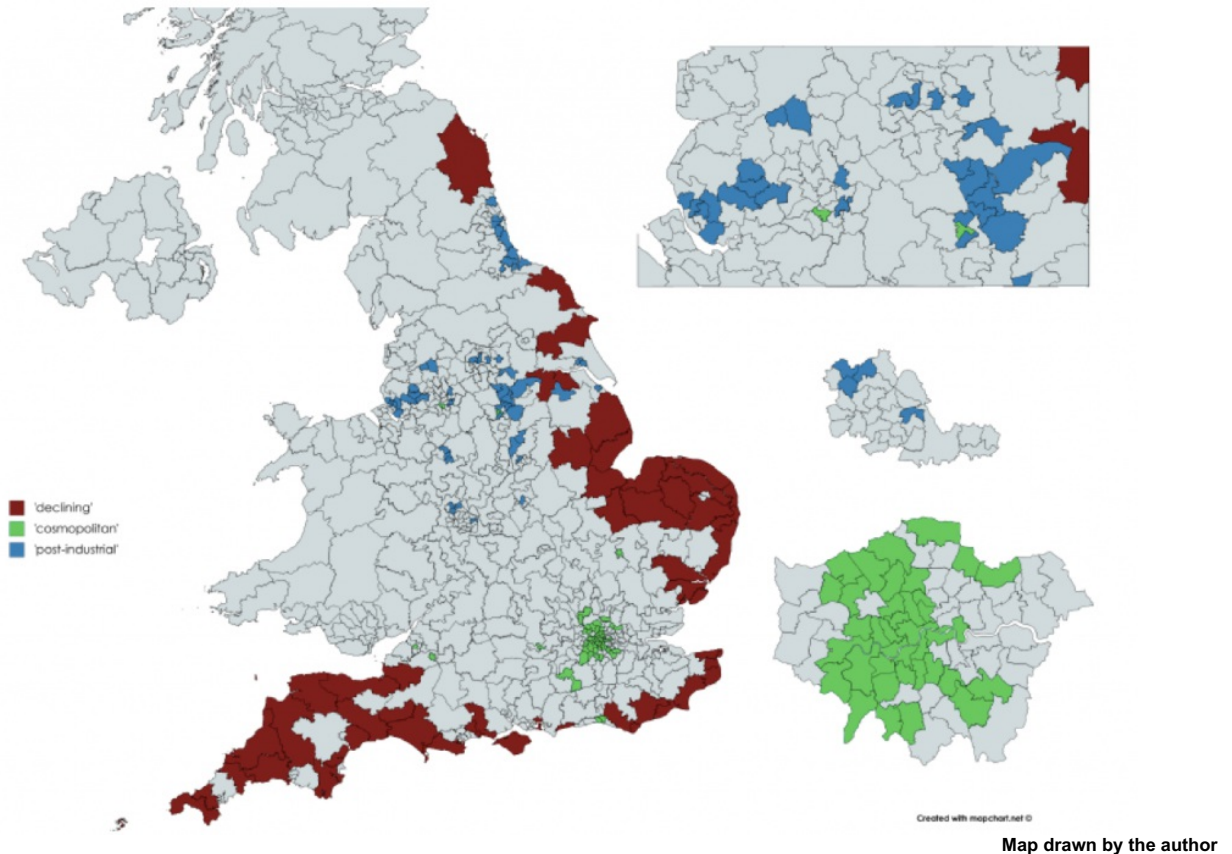 'declining'
'cosmopolitan'
'post-industrial'
Created with mapchart.net ©
Map drawn by the author